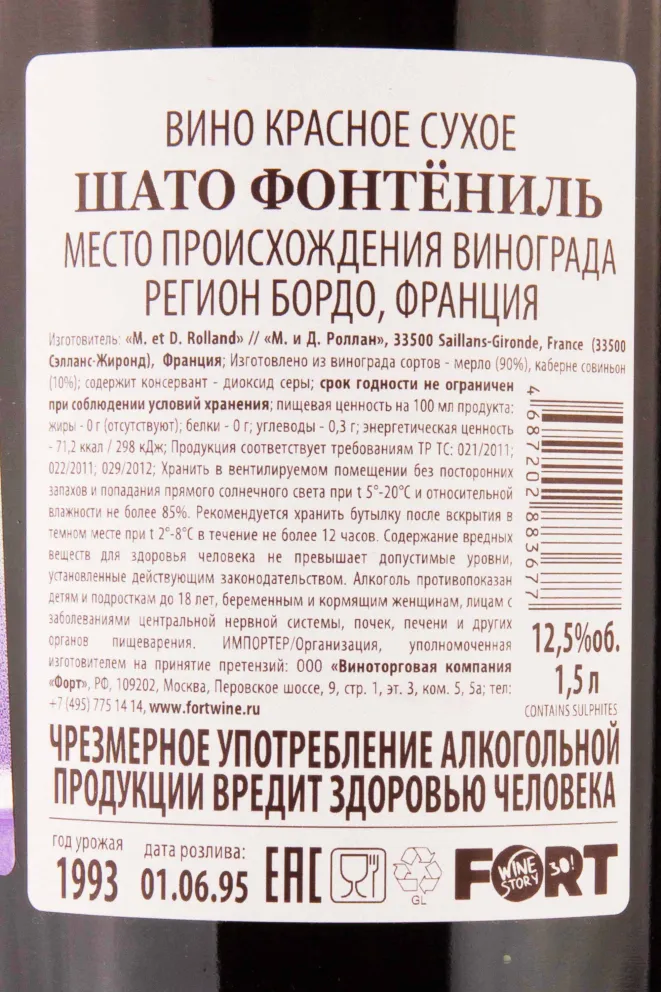 ВИНО КРАСНОЕ СУХОЕ
ШАТО ФОНТЁНИЛЬ
МЕСТО ПРОИСХОЖДЕНИЯ ВИНОГРАДА
РЕГИОН БОРДО, ФРАНЦИЯ
Изготовитель: «M. et D. Rolland» // «М. и Д. Роллан», 33500 Saillans-Gironde, France (33500
Сэлланс-Жиронд), Франция; Изготовлено из винограда сортов - мерло (90%), каберне совиньон
(10%); содержит консервант - диоксид серы; срок годности не ограничен
при соблюдении условий хранения; пищевая ценность на 100 мл продукта:
жиры - 0 г (отсутствуют); белки - 0 г; углеводы - 0,3 г; энергетическая ценность
- 71,2 ккал / 298 кДж; Продукция соответствует требованиям ТР ТС: 021/2011;
022/2011; 029/2012; Хранить в вентилируемом помещении без посторонних
запахов и попадания прямого солнечного света при t 5°-20°C и относительной
влажности не более 85%. Рекомендуется хранить бутылку после вскрытия в
темном месте при t 2°-8°C в течение не более 12 часов. Содержание вредных
веществ для здоровья человека не превышает допустимые уровни,
установленные действующим законодательством. Алкоголь противопоказан
детям и подросткам до 18 лет, беременным и кормящим женщинам, лицам с
заболеваниями центральной нервной системы, почек, печени и других
органов пищеварения. ИМПОРТЕР/Организация, уполномоченная
изготовителем на принятие претензий: ООО «Виноторговая компания
«Форт», РФ, 109202, Москва, Перовское шоссе, 9, стр. 1, эт. 3, ком. 5, 5а; тел:
+7 (495) 775 14 14, www.fortwine.ru
4 687202 883677
12,5%об.
1,5 л
CONTAINS SULPHITES
ЧРЕЗМЕРНОЕ УПОТРЕБЛЕНИЕ АЛКОГОЛЬНОЙ
ПРОДУКЦИИ ВРЕДИТ ЗДОРОВЬЮ ЧЕЛОВЕКА
год урожая
1993
дата розлива:
01.06.95
EAC
GL
FORT
WINE
STORY
30!